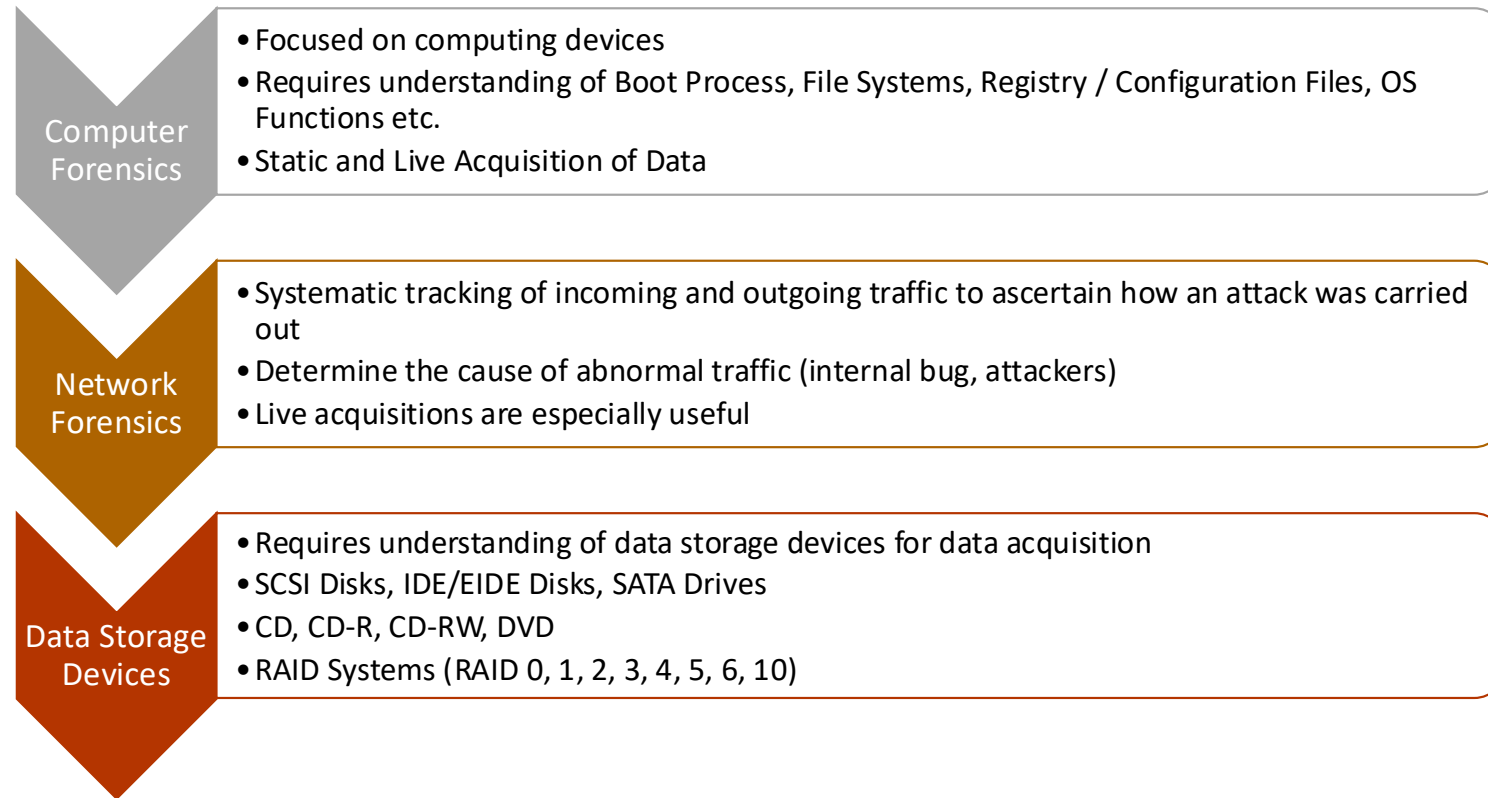 Computer
Forensics
• Focused on computing devices
• Requires understanding of Boot Process, File Systems, Registry / Configuration Files, OS
Functions etc.
• Static and Live Acquisition of Data
Network
Forensics
• Systematic tracking of incoming and outgoing traffic to ascertain how an attack was carried
out
• Determine the cause of abnormal traffic (internal bug, attackers)
• Live acquisitions are especially useful
Data Storage
Devices
• Requires understanding of data storage devices for data acquisition
• SCSI Disks, IDE/EIDE Disks, SATA Drives
• CD, CD-R, CD-RW, DVD
• RAID Systems (RAID 0, 1, 2, 3, 4, 5, 6, 10)